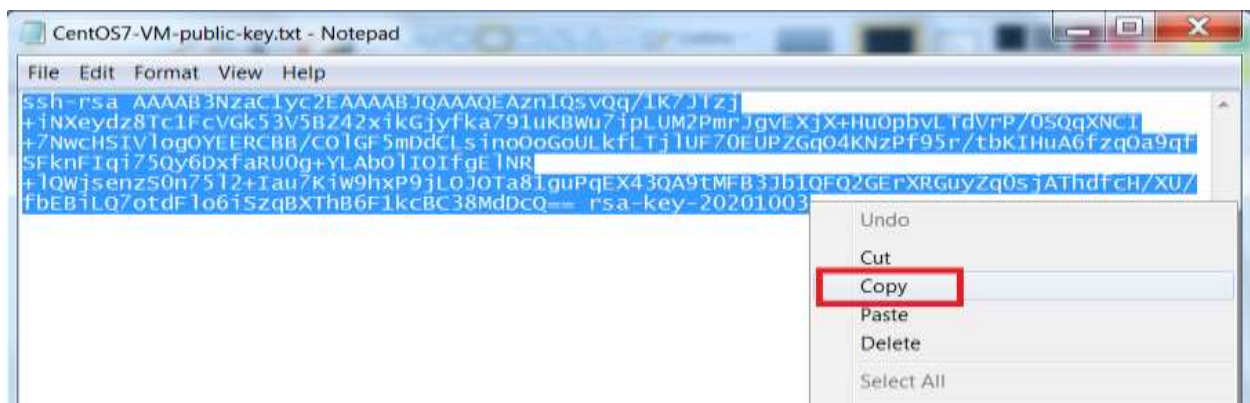 CentOS7-VM-public-key.txt - Notepad
File Edit Format View Help
ssh-rsa AAAAB3NzaC1yc2EAAAABJQAAAQEAzn1QsvQq/1K7JTzj
+iNXeydz8Tc1FcVGk53V5BZ42xikGjyfka791uKBWu7ipLUM2PmrJgvEXjX+HuOpbvLTdVrP/0SQqXNCI
+7NwcHSIVlogOYEERCBB/COlGF5mDdCLsinoOoGoULkfLTjlUF7OEUPZGqO4KNzPf95r/tbKIHuA6fzqOa9qf
SFknFIqi75Qy6DxfaRU0g+YLAbOlIOIfgElNR
+lQWjsenzS0n75l2+Iau7KiW9hxP9jLOJOTa8lguPqEX43QA9tMFB3JblQFQ2GErXRGuyZq0sjAThdfcH/XU/
fbEBiLQ7otdFlo6iSzqBXThB6F1kcBC38MdDcQ== rsa-key-20201003
Undo
Cut
Copy
Paste
Delete
Select All